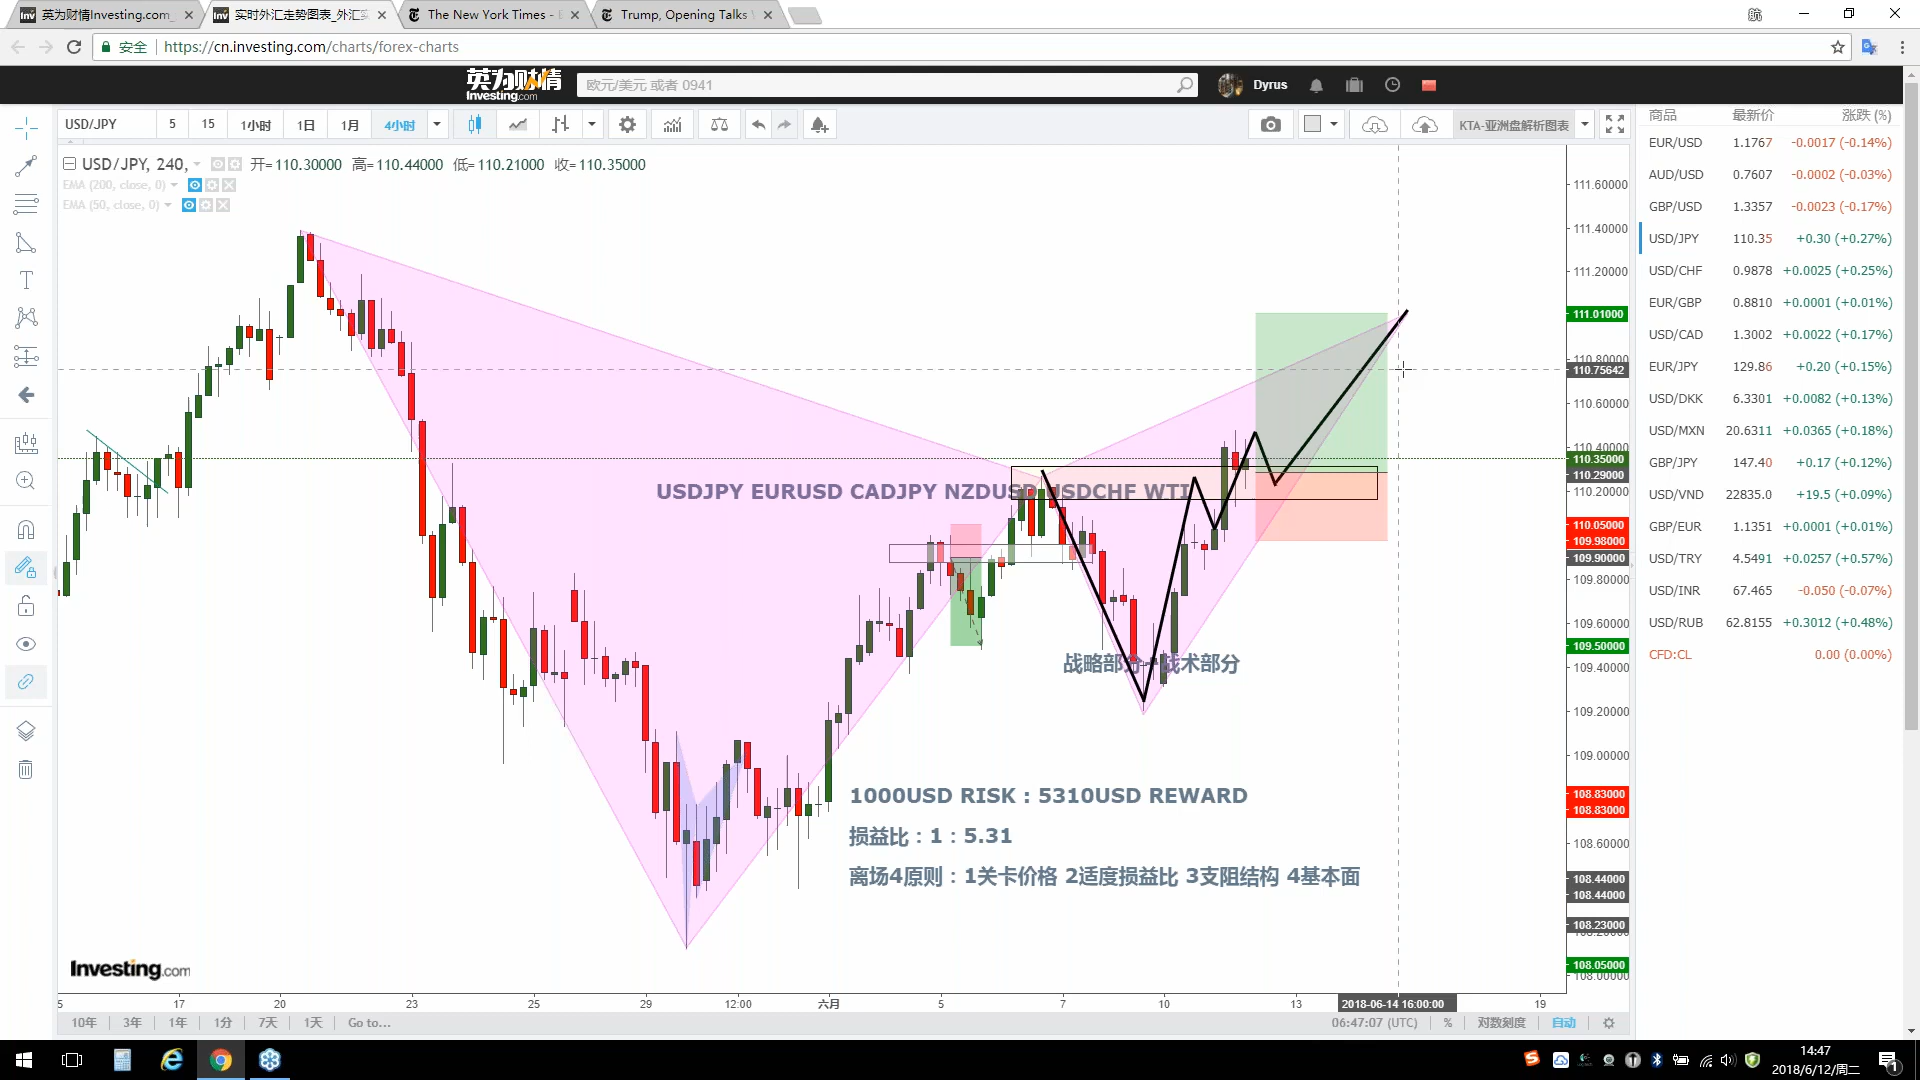 英为财情Investing.com
实时外汇走势图表_外汇实
The New York Times - 
Trump, Opening Talks
航
安全
https://cn.investing.com/charts/forex-charts
英为财情
Investing.com
欧元/美元 或者 0941
Dyrus
USD/JPY
5
15
1小时
1日
1月
4小时
KTA-亚洲盘解析图表
USD/JPY, 240,
开= 110.30000 高= 110.44000 低= 110.21000 收= 110.35000
EMA (200, close, 0)
EMA (50, close, 0)
USDJPY EURUSD CADJPY NZDUSD USDCHF WTI
战略部分+战术部分
1000USD RISK : 5310USD REWARD
损益比：1：5.31
离场4原则：1关卡价格 2适度损益比 3支阻结构 4基本面
Investing.com
111.60000
111.40000
111.20000
111.01000
110.80000
110.75642
110.60000
110.40000
110.35000
110.29000
110.20000
110.05000
109.98000
109.90000
109.80000
109.60000
109.50000
109.40000
109.20000
109.00000
108.83000
108.83000
108.60000
108.44000
108.44000
108.23000
108.20000
108.05000
108.00000
5
17
20
23
25
29
12:00
六月
5
7
10
13
2018-06-14 16:00:00
19
10年
3年
1年
1分
7天
1天
Go to...
06:47:07 (UTC)
%
对数刻度
自动
商品 最新价 涨跌 (%)
EUR/USD 1.1767 -0.0017 (-0.14%)
AUD/USD 0.7607 -0.0002 (-0.03%)
GBP/USD 1.3357 -0.0023 (-0.17%)
USD/JPY 110.35 +0.30 (+0.27%)
USD/CHF 0.9878 +0.0025 (+0.25%)
EUR/GBP 0.8810 +0.0001 (+0.01%)
USD/CAD 1.3002 +0.0022 (+0.17%)
EUR/JPY 129.86 +0.20 (+0.15%)
USD/DKK 6.3301 +0.0082 (+0.13%)
USD/MXN 20.6311 +0.0365 (+0.18%)
GBP/JPY 147.40 +0.17 (+0.12%)
USD/VND 22835.0 +19.5 (+0.09%)
GBP/EUR 1.1351 +0.0001 (+0.01%)
USD/TRY 4.5491 +0.0257 (+0.57%)
USD/INR 67.465 -0.050 (-0.07%)
USD/RUB 62.8155 +0.3012 (+0.48%)
CFD:CL 0.00 (0.00%)
14:47
2018/6/12/周二
1